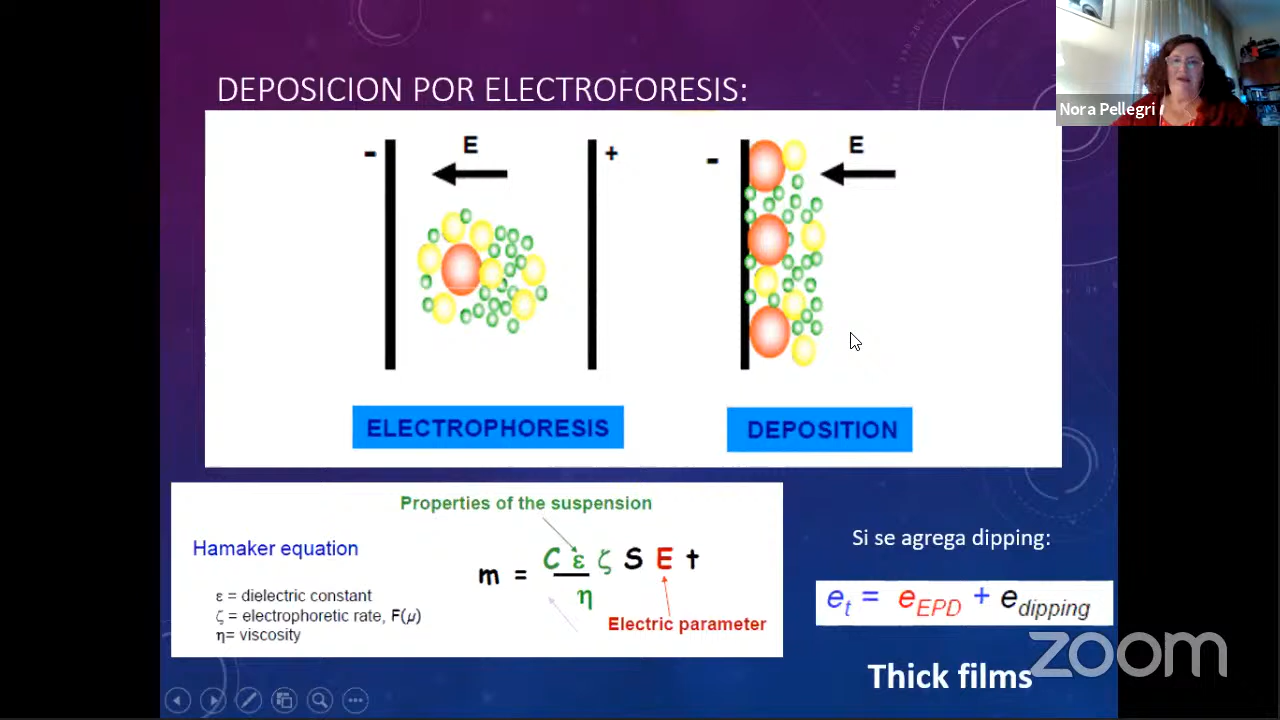 DEPOSICION POR ELECTROFORESIS:
Nora Pellegri
- E +
- E
ELECTROPHORESIS
DEPOSITION
Properties of the suspension
Hamaker equation
m = C ε ζ S E t
η
ε = dielectric constant
ζ = electrophoretic rate, F(μ)
η= viscosity
Electric parameter
Si se agrega dipping:
et = eEPD + edipping
Thick films
zoom